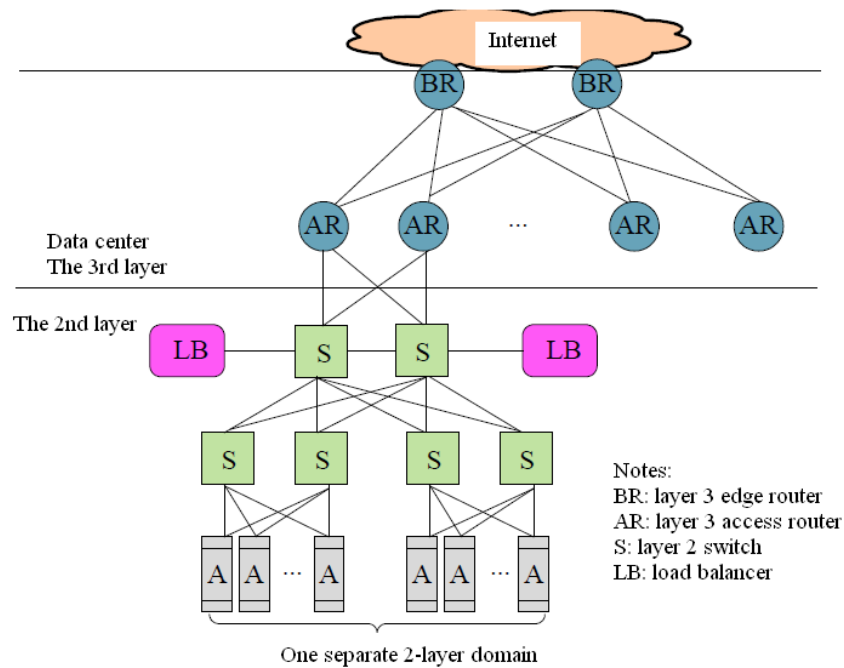 Internet
BR BR
AR AR ... AR AR
Data center
The 3rd layer
The 2nd layer
LB S S LB
S S S S
Notes:
BR: layer 3 edge router
AR: layer 3 access router
S: layer 2 switch
LB: load balancer
A A ... A A A ... A
One separate 2-layer domain